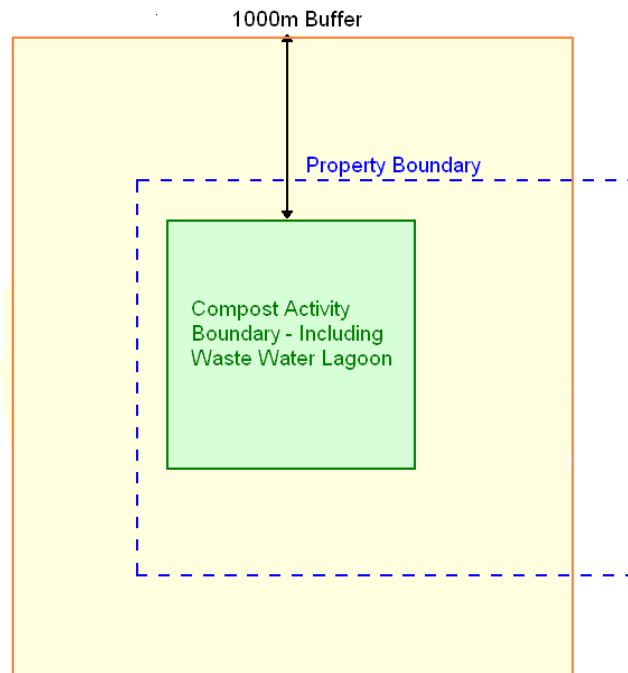 1000m Buffer
Property Boundary
Compost Activity
Boundary - Including
Waste Water Lagoon